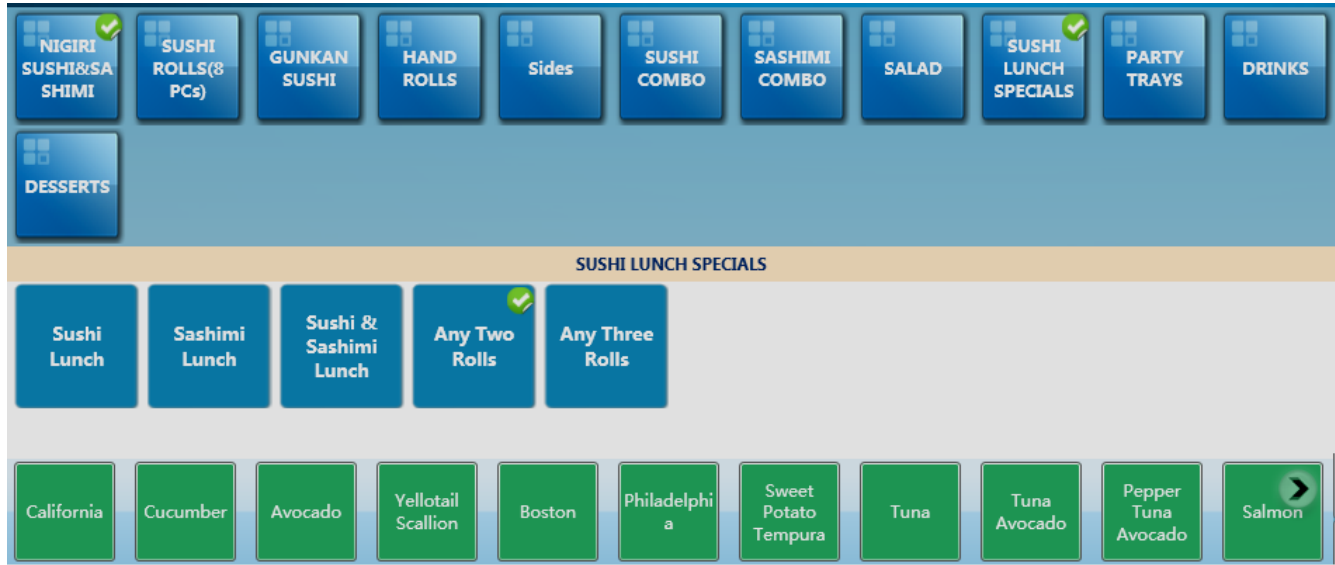 NIGIRI
SUSHI&SA
SHIMI
SUSHI
ROLLS(8
PCs)
GUNKAN
SUSHI
HAND
ROLLS
Sides
SUSHI
COMBO
SASHIMI
COMBO
SALAD
SUSHI
LUNCH
SPECIALS
PARTY
TRAYS
DRINKS
DESSERTS
SUSHI LUNCH SPECIALS
Sushi
Lunch
Sashimi
Lunch
Sushi &
Sashimi
Lunch
Any Two
Rolls
Any Three
Rolls
California
Cucumber
Avocado
Yellotail
Scallion
Boston
Philadelphi
a
Sweet
Potato
Tempura
Tuna
Tuna
Avocado
Pepper
Tuna
Avocado
Salmon